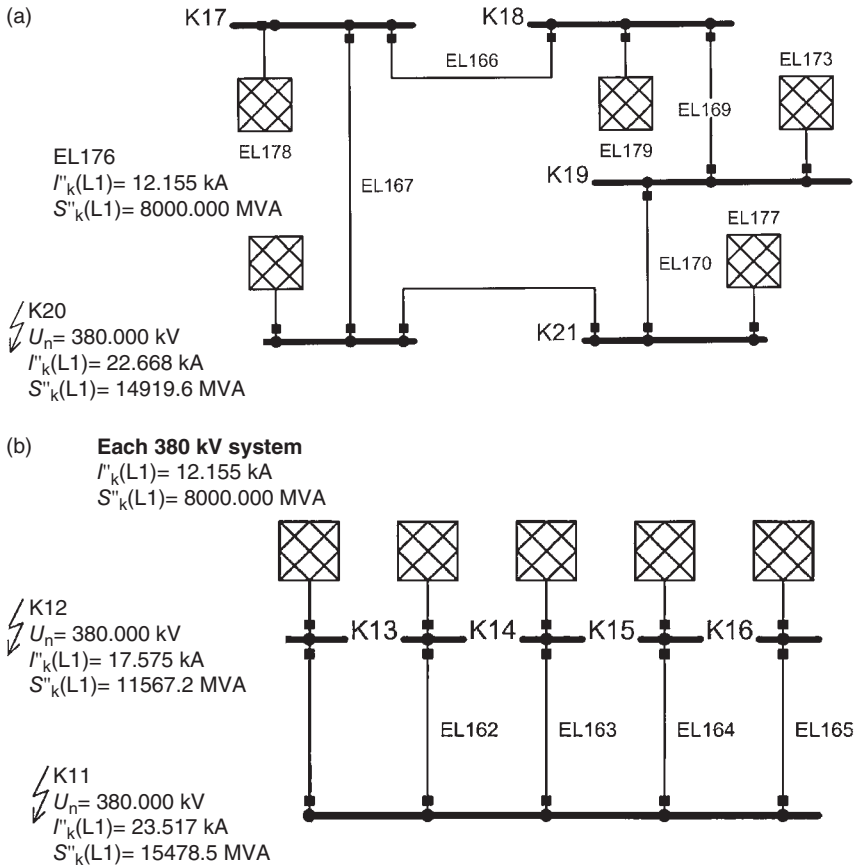 (a)
K17
K18
EL166
EL173
EL178
EL179
EL169
EL176
I"k(L1)= 12.155 kA
S"k(L1)= 8000.000 MVA
EL167
K19
EL177
EL170
K20
Un= 380.000 kV
I"k(L1)= 22.668 kA
S"k(L1)= 14919.6 MVA
K21
(b)
Each 380 kV system
I"k(L1)= 12.155 kA
S"k(L1)= 8000.000 MVA
K12
Un= 380.000 kV
I"k(L1)= 17.575 kA
S"k(L1)= 11567.2 MVA
K13
K14
K15
K16
EL162
EL163
EL164
EL165
K11
Un= 380.000 kV
I"k(L1)= 23.517 kA
S"k(L1)= 15478.5 MVA